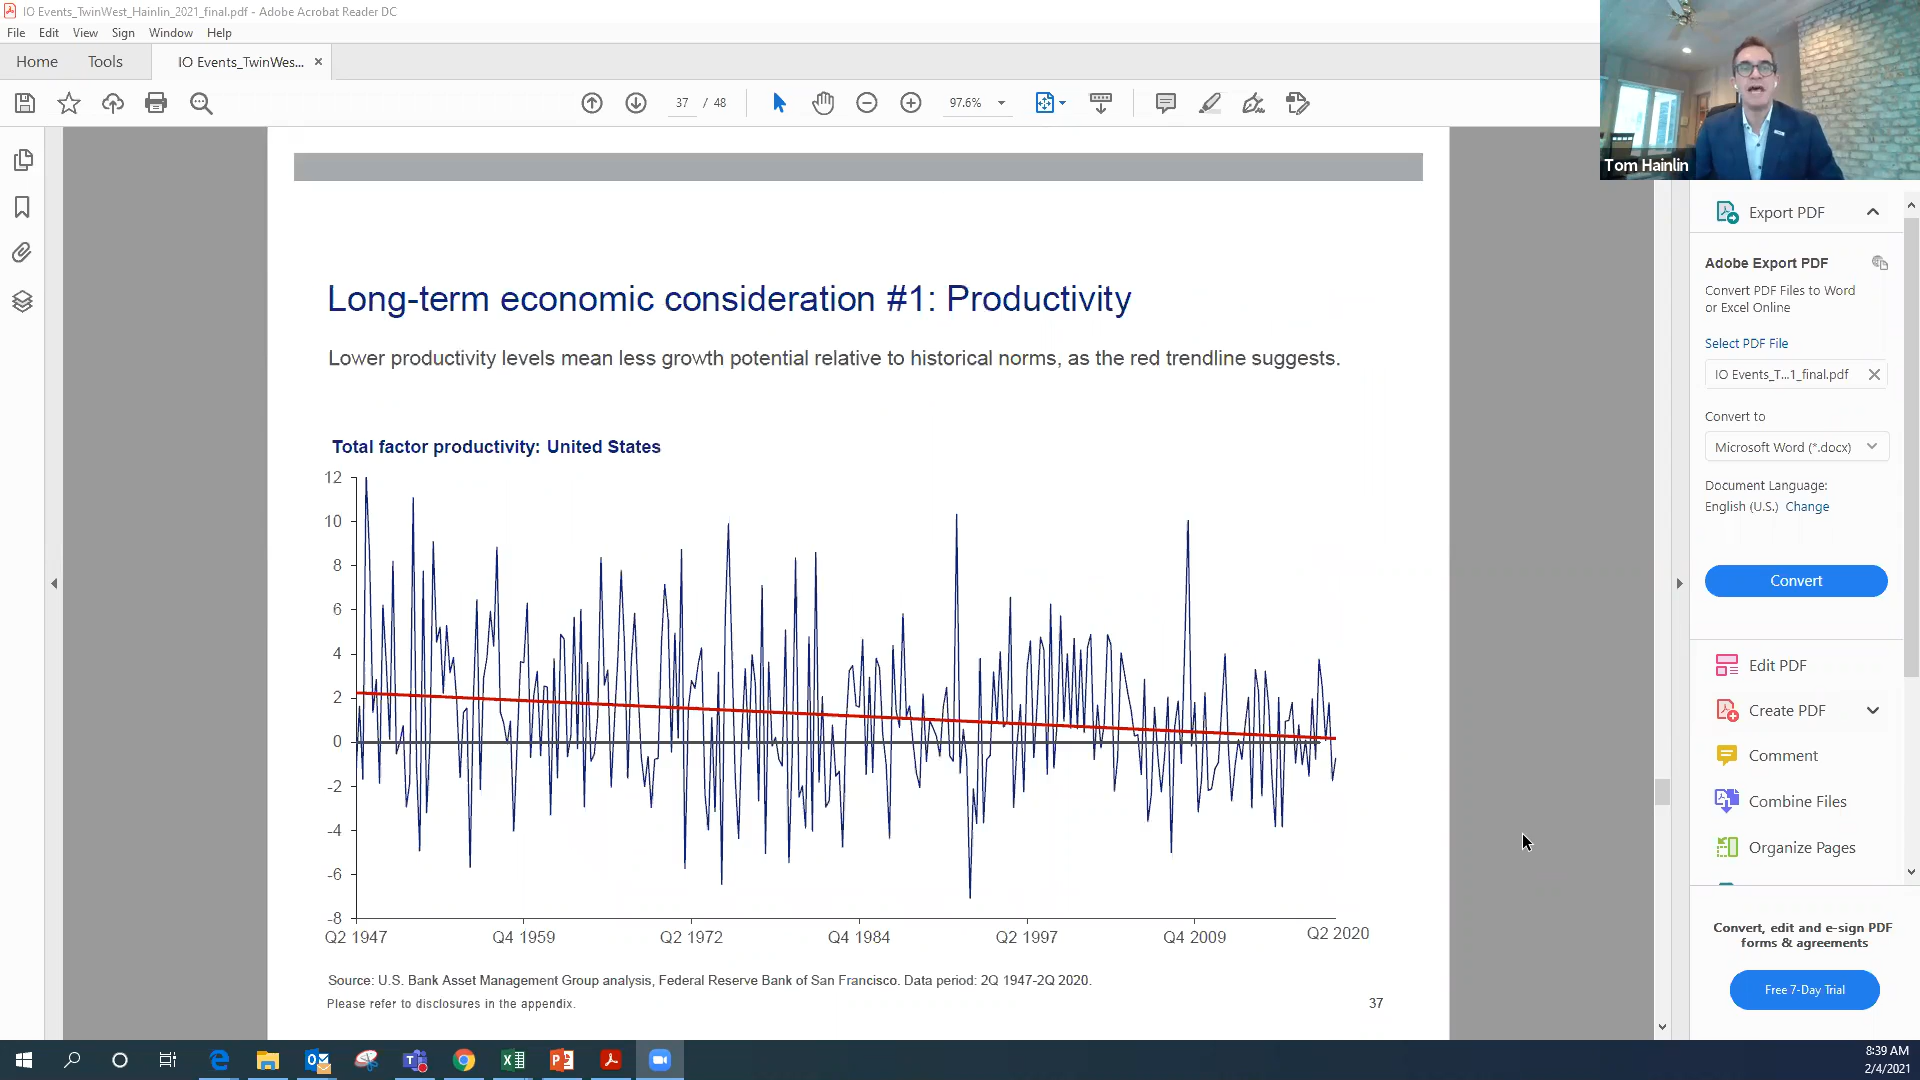 IO Events_TwinWest_Hainlin_2021_final.pdf - Adobe Acrobat Reader DC
File Edit View Sign Window Help
Home Tools IO Events_TwinWes... ×
37 / 48 97.6%
Tom Hainlin
Long-term economic consideration #1: Productivity
Lower productivity levels mean less growth potential relative to historical norms, as the red trendline suggests.
Total factor productivity: United States
12
10
8
6
4
2
0
-2
-4
-6
-8
Q2 1947 Q4 1959 Q2 1972 Q4 1984 Q2 1997 Q4 2009 Q2 2020
Source: U.S. Bank Asset Management Group analysis, Federal Reserve Bank of San Francisco. Data period: 2Q 1947-2Q 2020.
Please refer to disclosures in the appendix.
37
Export PDF
Adobe Export PDF
Convert PDF Files to Word
or Excel Online
Select PDF File
IO Events_T...1_final.pdf
Convert to
Microsoft Word (*.docx)
Document Language:
English (U.S.) Change
Convert
Edit PDF
Create PDF
Comment
Combine Files
Organize Pages
Convert, edit and e-sign PDF
forms & agreements
Free 7-Day Trial
8:39 AM
2/4/2021